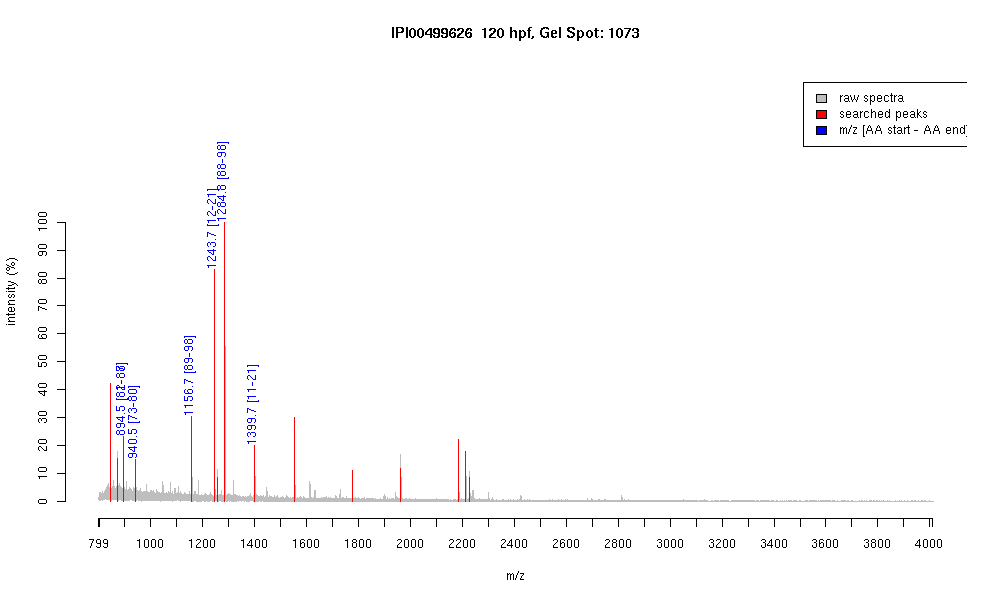 IPI00499626 120 hpf, Gel Spot: 1073
raw spectra
searched peaks
m/z [AA start - AA end]
intensity (%)
100
90
80
70
60
50
40
30
20
10
0
894.5
940.5 [73-80]
1156.7 [89-98]
1243.7 [12-21]
1284.8 [88-98]
1399.7 [11-21]
799 1000 1200 1400 1600 1800 2000 2200 2400 2600 2800 3000 3200 3400 3600 3800 4000
m/z